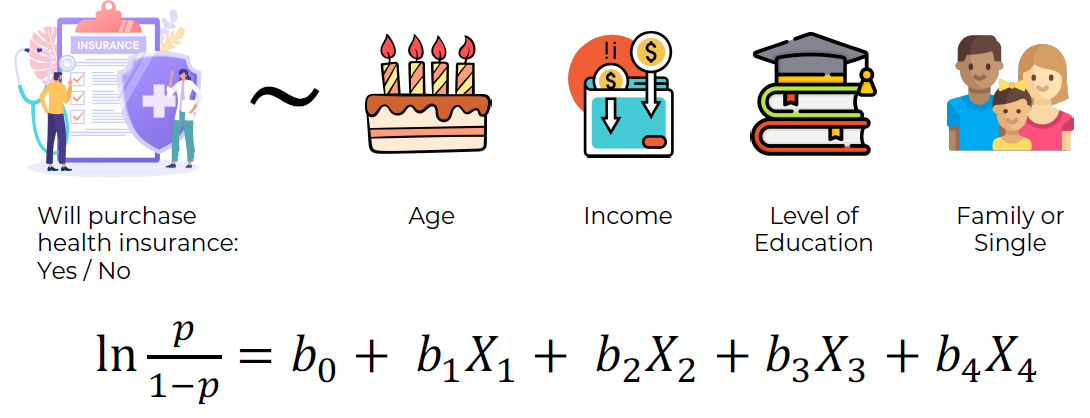 INSURANCE
~
!i
$
$
Will purchase
health insurance:
Yes / No
Age
Income
Level of
Education
Family or
Single
ln p/1−p = b₀ + b₁X₁ + b₂X₂ + b₃X₃ + b₄X₄